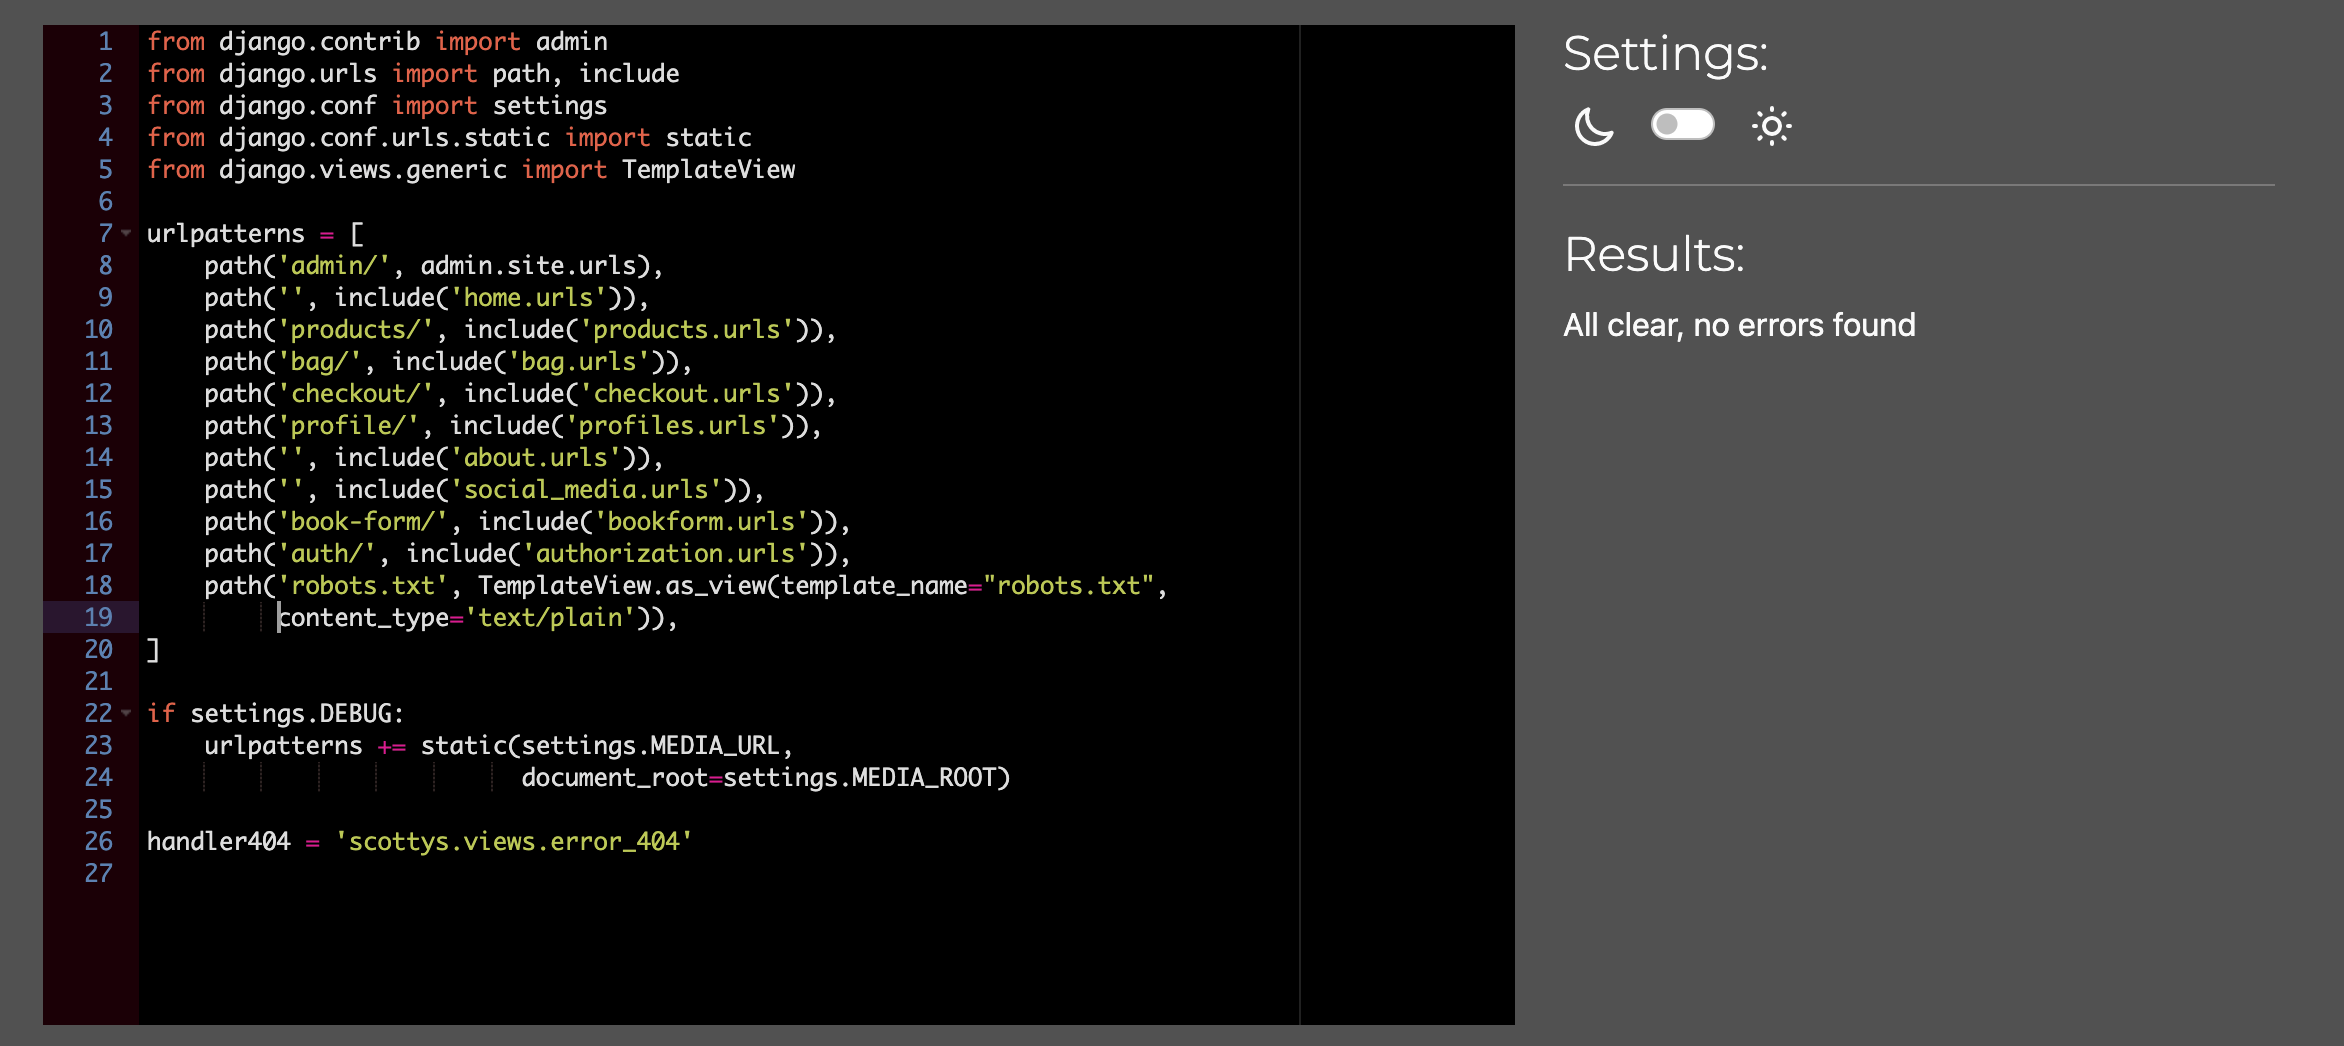 1 from django.contrib import admin
2 from django.urls import path, include
3 from django.conf import settings
4 from django.conf.urls.static import static
5 from django.views.generic import TemplateView
6
7 urlpatterns = [
8     path('admin/', admin.site.urls),
9     path('', include('home.urls')),
10     path('products/', include('products.urls')),
11     path('bag/', include('bag.urls')),
12     path('checkout/', include('checkout.urls')),
13     path('profile/', include('profiles.urls')),
14     path('', include('about.urls')),
15     path('', include('social_media.urls')),
16     path('book-form/', include('bookform.urls')),
17     path('auth/', include('authorization.urls')),
18     path('robots.txt', TemplateView.as_view(template_name="robots.txt",
19          content_type='text/plain')),
20 ]
21
22 if settings.DEBUG:
23     urlpatterns += static(settings.MEDIA_URL,
24                           document_root=settings.MEDIA_ROOT)
25
26 handler404 = 'scottys.views.error_404'
27
Settings:
Results:
All clear, no errors found